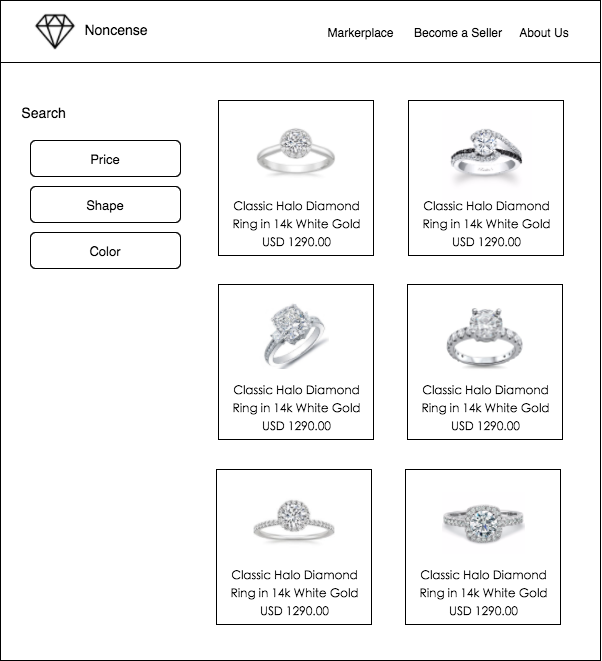 Noncense
Markerplace
Become a Seller
About Us
Search
Price
Shape
Color
Classic Halo Diamond
Ring in 14k White Gold
USD 1290.00
Classic Halo Diamond
Ring in 14k White Gold
USD 1290.00
Classic Halo Diamond
Ring in 14k White Gold
USD 1290.00
Classic Halo Diamond
Ring in 14k White Gold
USD 1290.00
Classic Halo Diamond
Ring in 14k White Gold
USD 1290.00
Classic Halo Diamond
Ring in 14k White Gold
USD 1290.00